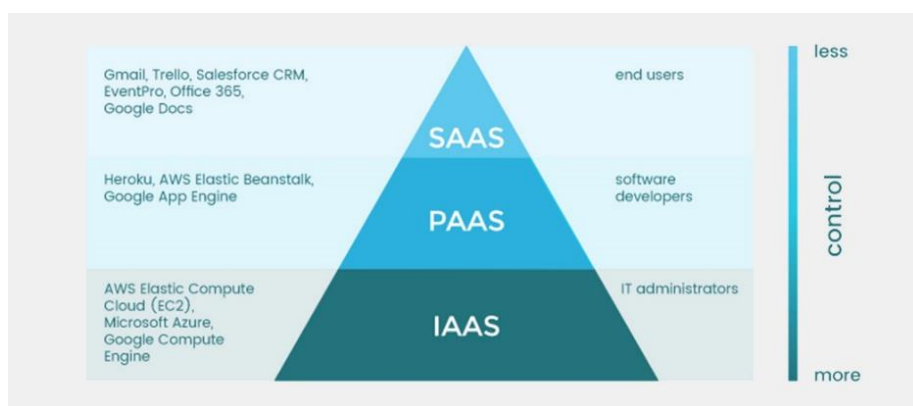 Gmail, Trello, Salesforce CRM,
EventPro, Office 365,
Google Docs
SAAS
end users
Heroku, AWS Elastic Beanstalk,
Google App Engine
PAAS
software
developers
AWS Elastic Compute
Cloud (EC2),
Microsoft Azure,
Google Compute
Engine
IAAS
IT administrators
less
control
more